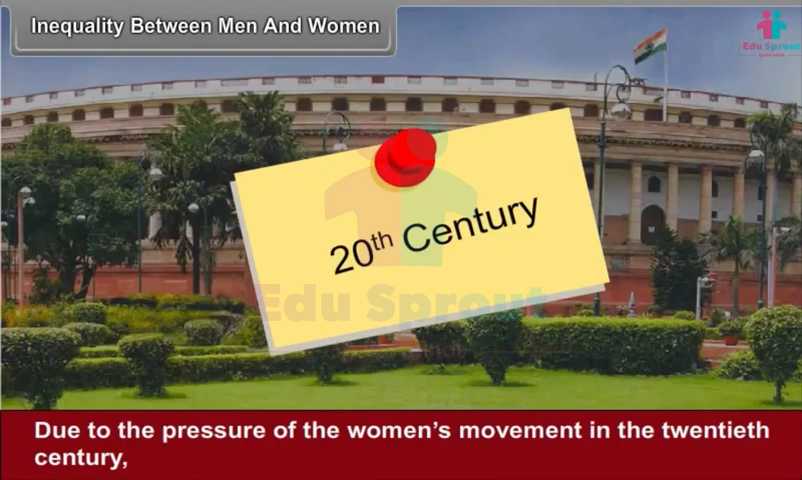 Inequality Between Men And Women
Edu Sprout
20th Century
Edu Sprout
Due to the pressure of the women's movement in the twentieth
century,